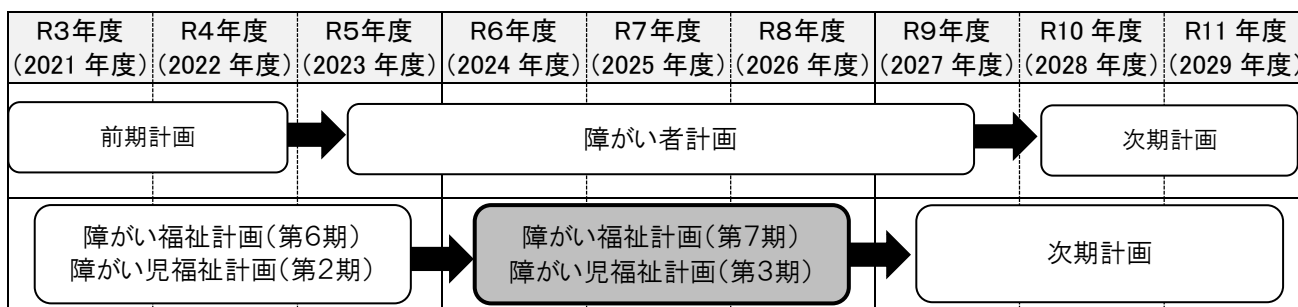 R3年度 R4年度 R5年度 R6年度 R7年度 R8年度 R9年度 R10 年度 R11 年度
(2021 年度) (2022 年度) (2023 年度) (2024 年度) (2025 年度) (2026 年度) (2027 年度) (2028 年度) (2029 年度)
前期計画 障がい者計画 次期計画
障がい福祉計画(第6期) 障がい福祉計画(第7期)
障がい児福祉計画(第2期) 障がい児福祉計画(第3期)
次期計画